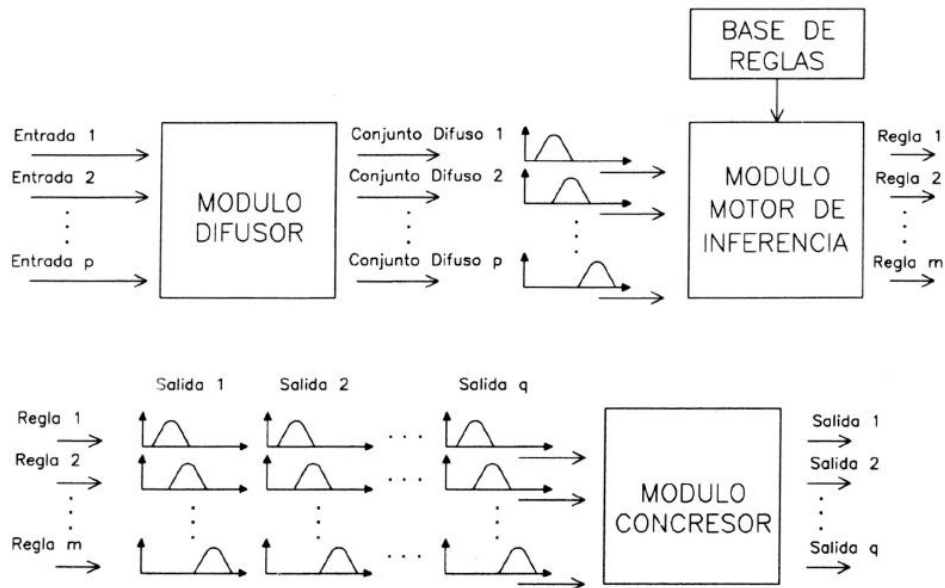 BASE DE
REGLAS
Entrada 1
Entrada 2
Entrada p
MODULO
DIFUSOR
Conjunto Difuso 1
Conjunto Difuso 2
Conjunto Difuso p
MODULO
MOTOR DE
INFERENCIA
Regla 1
Regla 2
Regla m
Salida 1
Salida 2
Salida q
Regla 1
Regla 2
Regla m
MODULO
CONCRESOR
Salida 1
Salida 2
Salida q